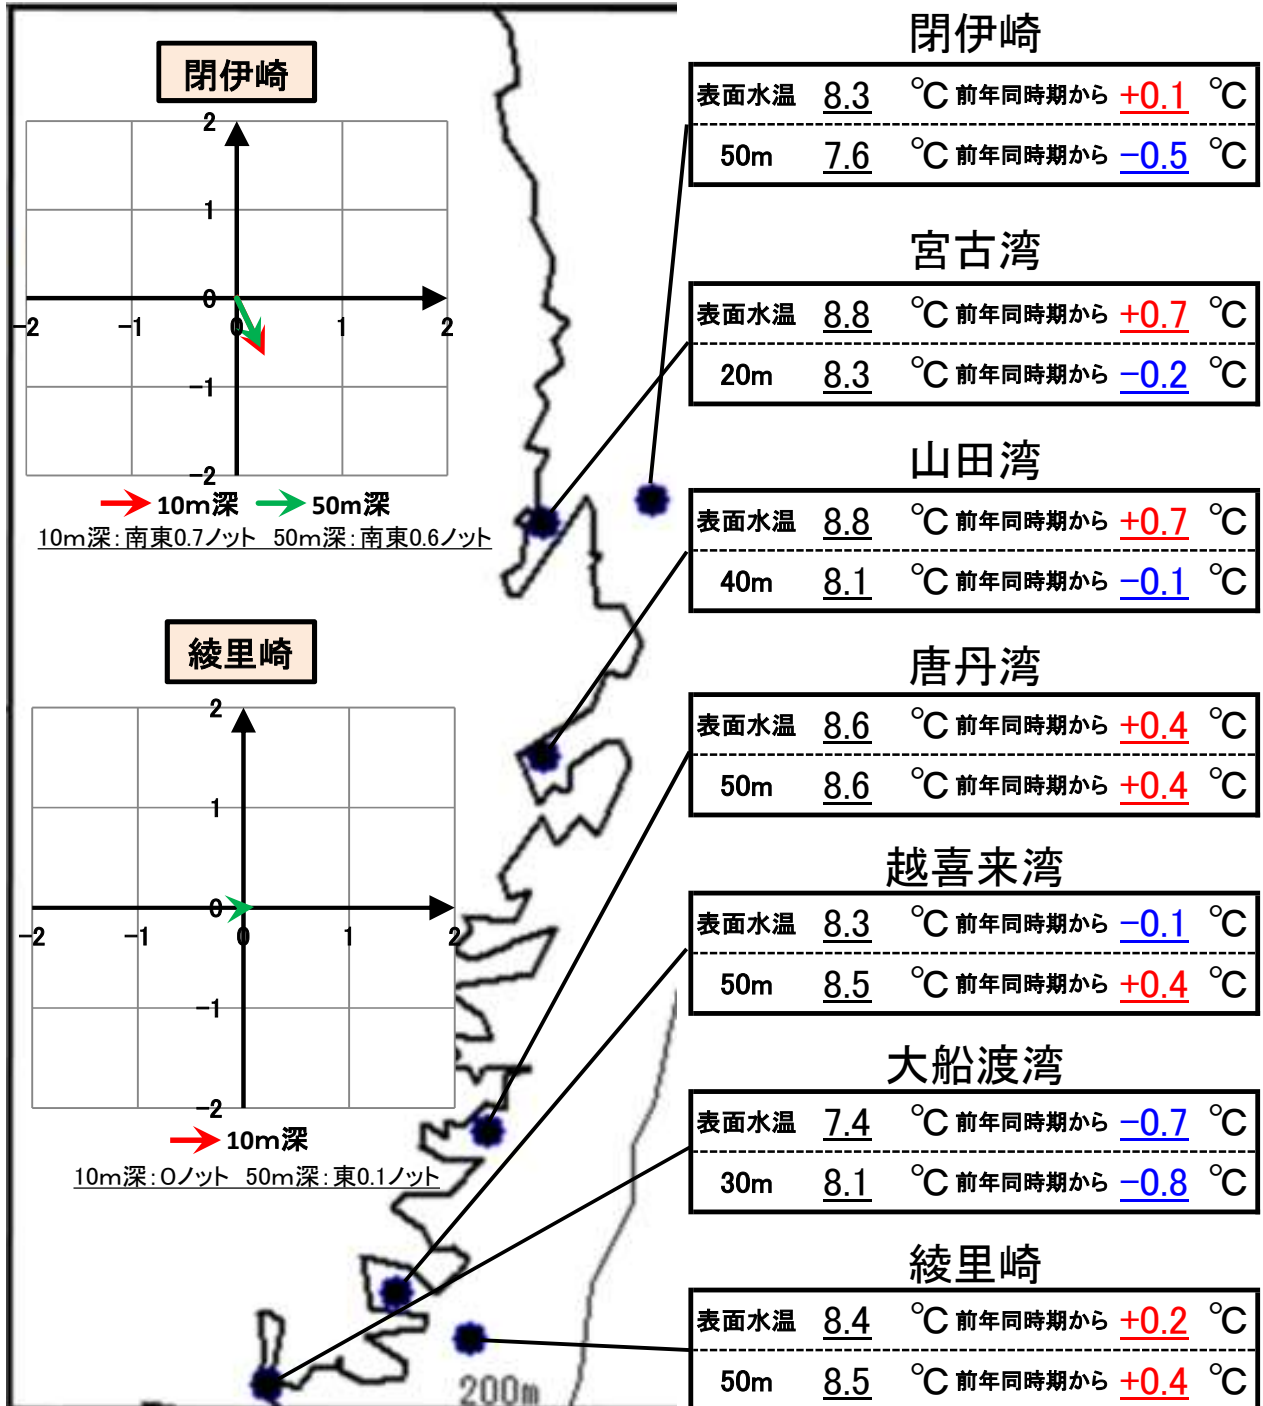 閉伊崎
2
1
0
-2
-1
0
1
2
-1
-2
10m深 50m深
10m深：南東0.7ノット 50m深：南東0.6ノット
綾里崎
2
1
0
-2
-1
0
1
2
-1
-2
10m深
10m深：0ノット 50m深：東0.1ノット
200m
閉伊崎
表面水温 8.3 ℃ 前年同時期から +0.1 ℃
50m 7.6 ℃ 前年同時期から -0.5 ℃
宮古湾
表面水温 8.8 ℃ 前年同時期から +0.7 ℃
20m 8.3 ℃ 前年同時期から -0.2 ℃
山田湾
表面水温 8.8 ℃ 前年同時期から +0.7 ℃
40m 8.1 ℃ 前年同時期から -0.1 ℃
唐丹湾
表面水温 8.6 ℃ 前年同時期から +0.4 ℃
50m 8.6 ℃ 前年同時期から +0.4 ℃
越喜来湾
表面水温 8.3 ℃ 前年同時期から -0.1 ℃
50m 8.5 ℃ 前年同時期から +0.4 ℃
大船渡湾
表面水温 7.4 ℃ 前年同時期から -0.7 ℃
30m 8.1 ℃ 前年同時期から -0.8 ℃
綾里崎
表面水温 8.4 ℃ 前年同時期から +0.2 ℃
50m 8.5 ℃ 前年同時期から +0.4 ℃